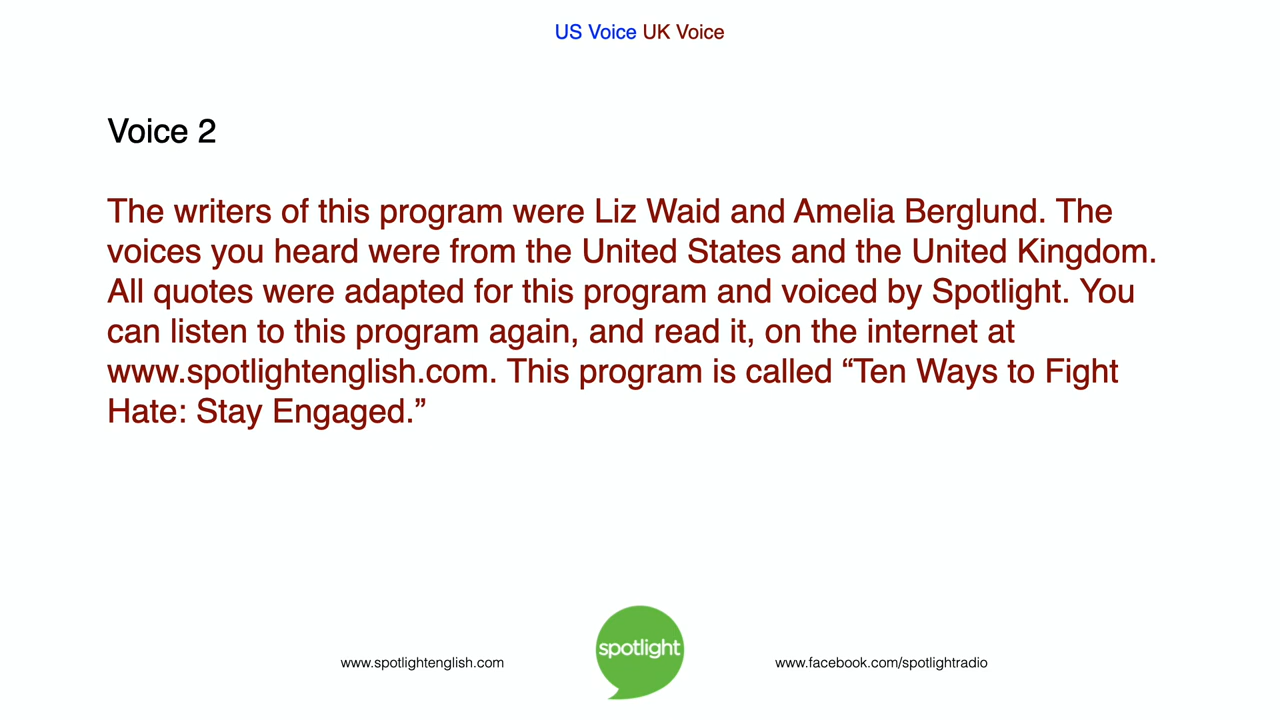 US Voice UK Voice
Voice 2
The writers of this program were Liz Waid and Amelia Berglund. The
voices you heard were from the United States and the United Kingdom.
All quotes were adapted for this program and voiced by Spotlight. You
can listen to this program again, and read it, on the internet at
www.spotlightenglish.com. This program is called “Ten Ways to Fight
Hate: Stay Engaged.”
www.spotlightenglish.com
spotlight
www.facebook.com/spotlightradio